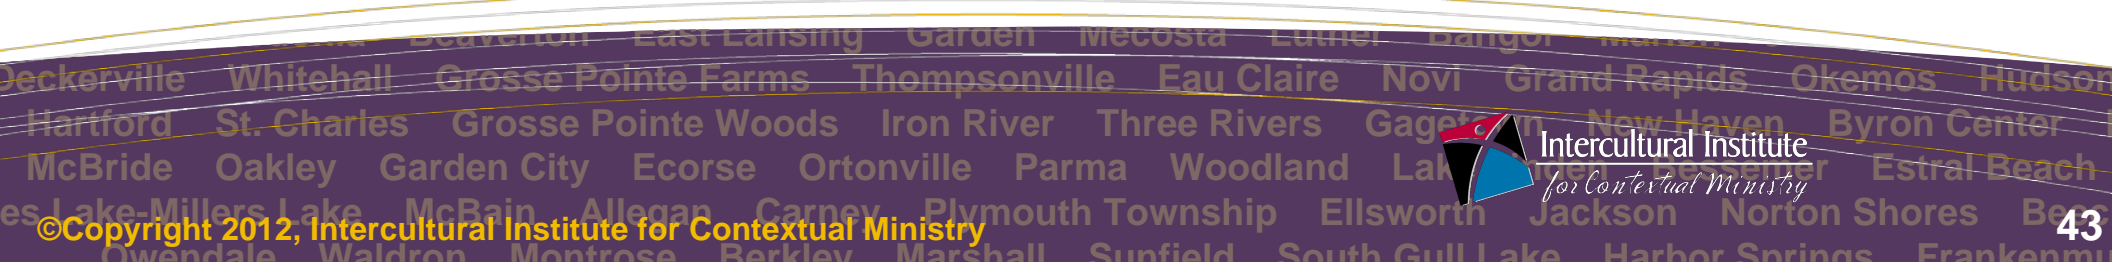 Beaverton East Lansing Garden Mecosta Luther Bangor
Deckerville Whitehall Grosse Pointe Farms Thompsonville Eau Claire Novi Grand Rapids Okemos Hudson
Hartford St. Charles Grosse Pointe Woods Iron River Three Rivers New Haven Byron Center
Intercultural Institute
McBride Oakley Garden City Ecorse Ortonville Parma Woodland Estral Beach
for Contextual Ministry
es Lake-Millers Lake McBain Allegan Carney Plymouth Township Ellsworth Jackson Norton Shores
©Copyright 2012, Intercultural Institute for Contextual Ministry
43
Owendale Waldron Montrose Berkley Marshall Sunfield South Gull Lake Harbor Springs